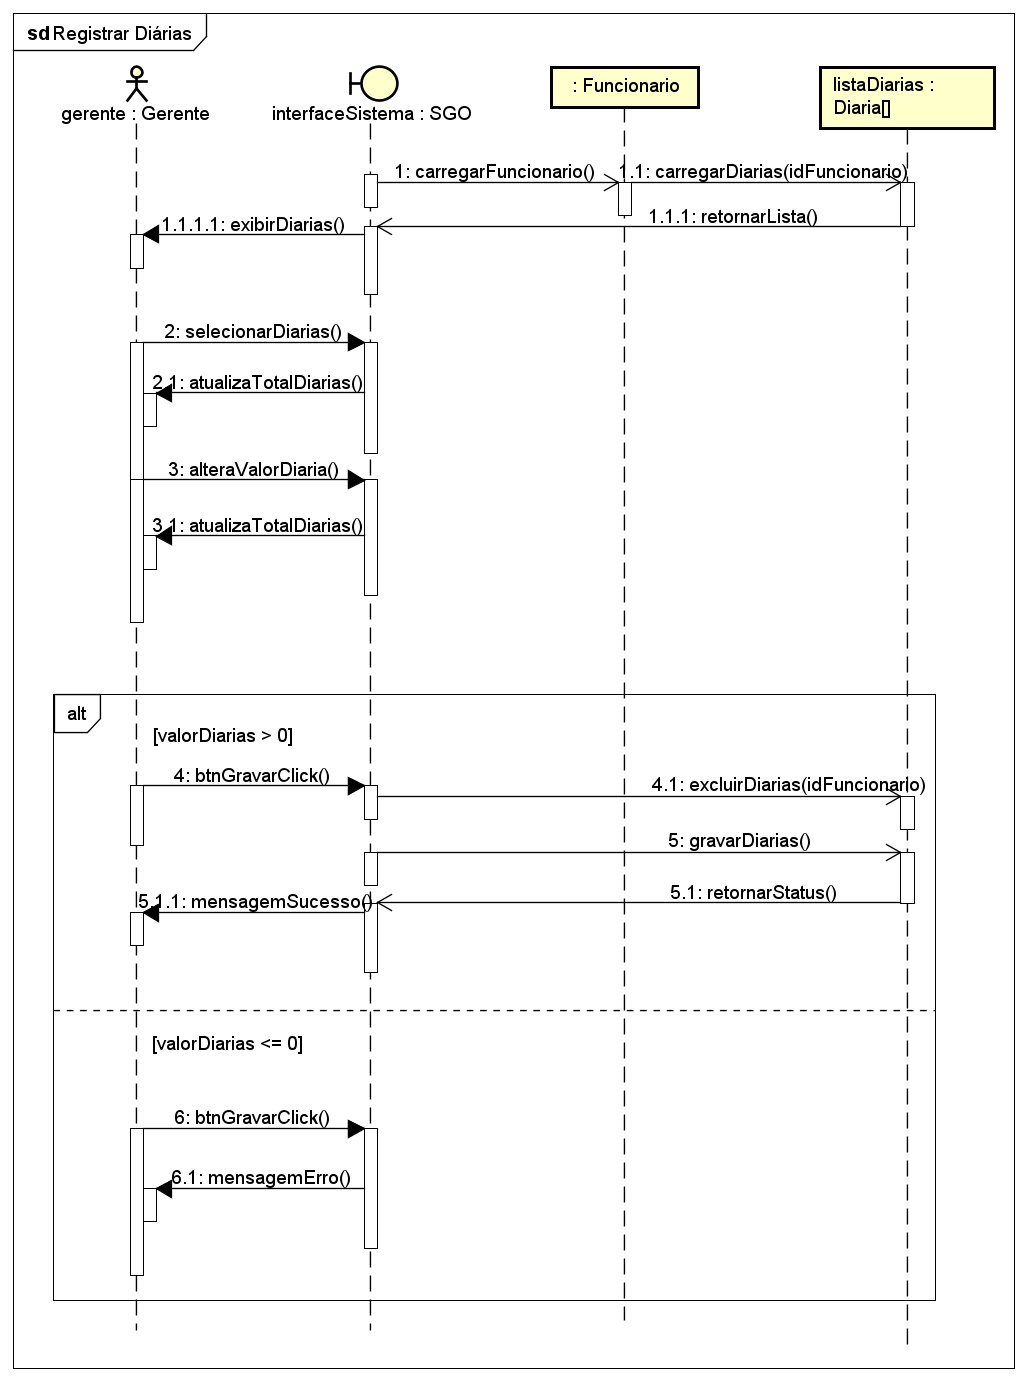 sd Registrar Diárias
gerente : Gerente
interfaceSistema : SGO
: Funcionario
listaDiarias :
Diaria[]
1: carregarFuncionario()
1.1: carregarDiarias(idFuncionario)
1.1.1: retornarLista()
1.1.1.1: exibirDiarias()
2: selecionarDiarias()
2.1: atualizaTotalDiarias()
3: alteraValorDiaria()
3.1: atualizaTotalDiarias()
alt
[valorDiarias > 0]
4: btnGravarClick()
4.1: excluirDiarias(idFuncionario)
5: gravarDiarias()
5.1: retornarStatus()
5.1.1: mensagemSucesso()
[valorDiarias <= 0]
6: btnGravarClick()
6.1: mensagemErro()